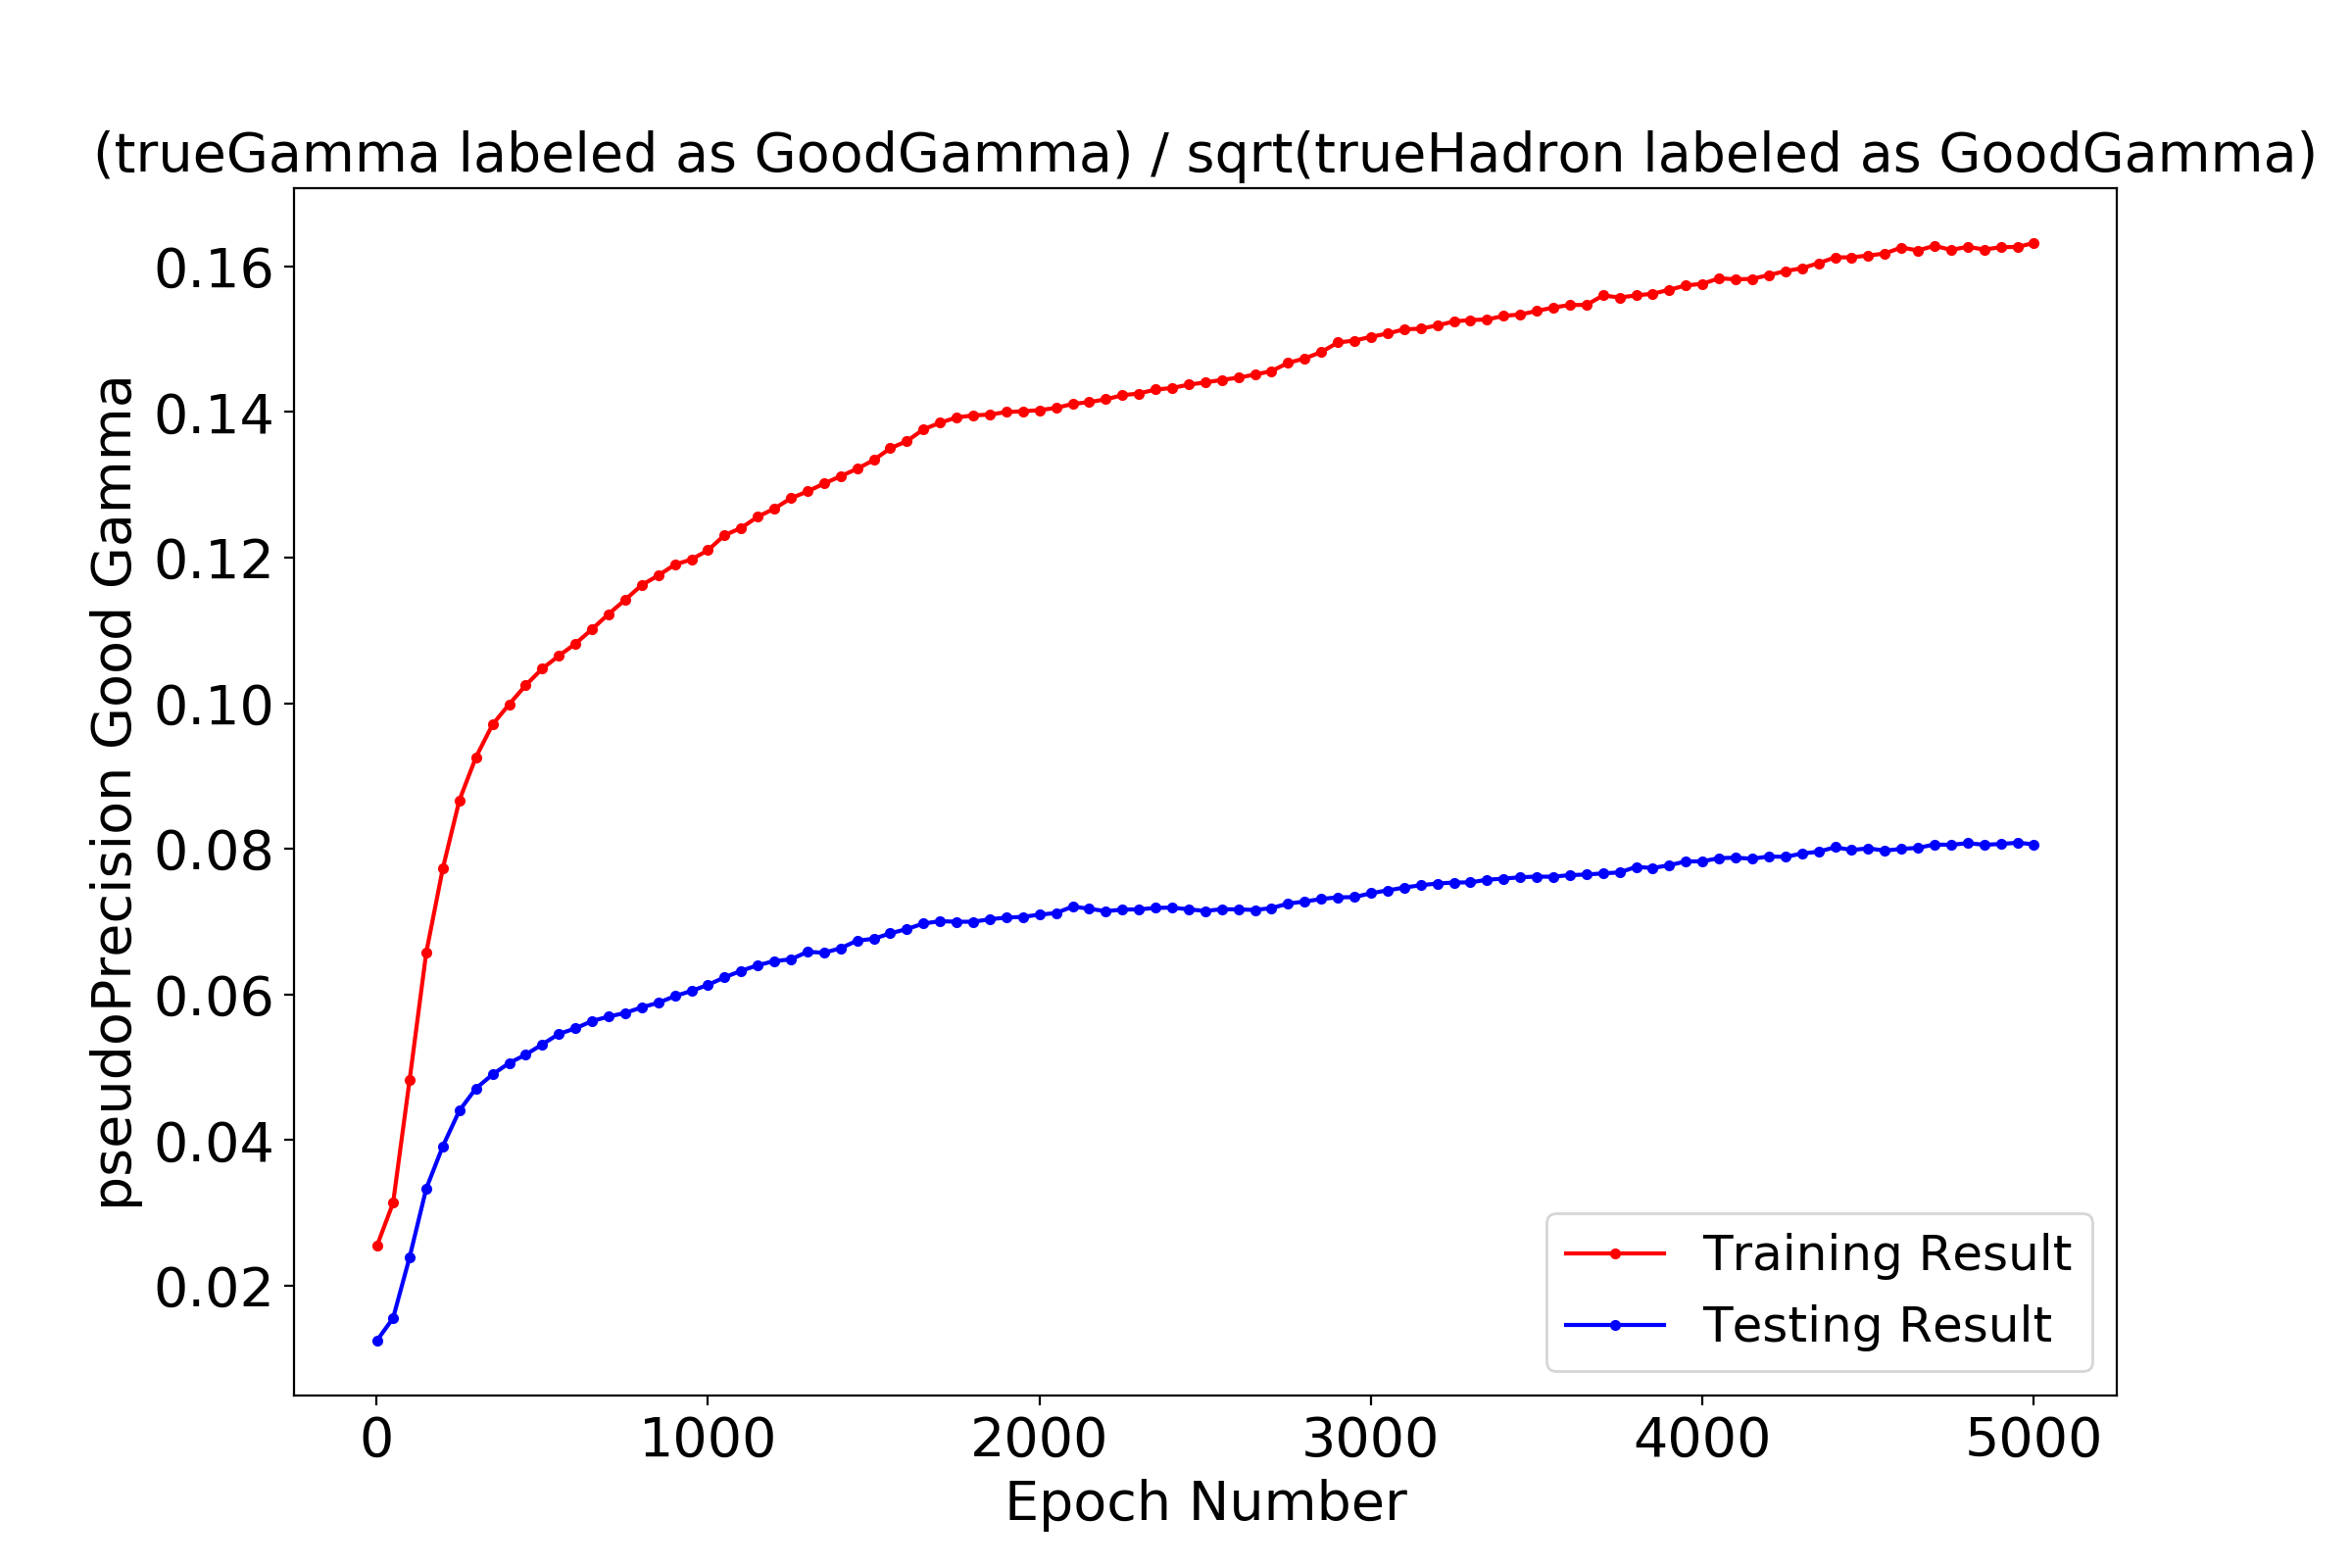 (trueGamma labeled as GoodGamma) / sqrt(trueHadron labeled as GoodGamma)
pseudoPrecision Good Gamma
0.16
0.14
0.12
0.10
0.08
0.06
0.04
0.02
Training Result
Testing Result
0 1000 2000 3000 4000 5000
Epoch Number